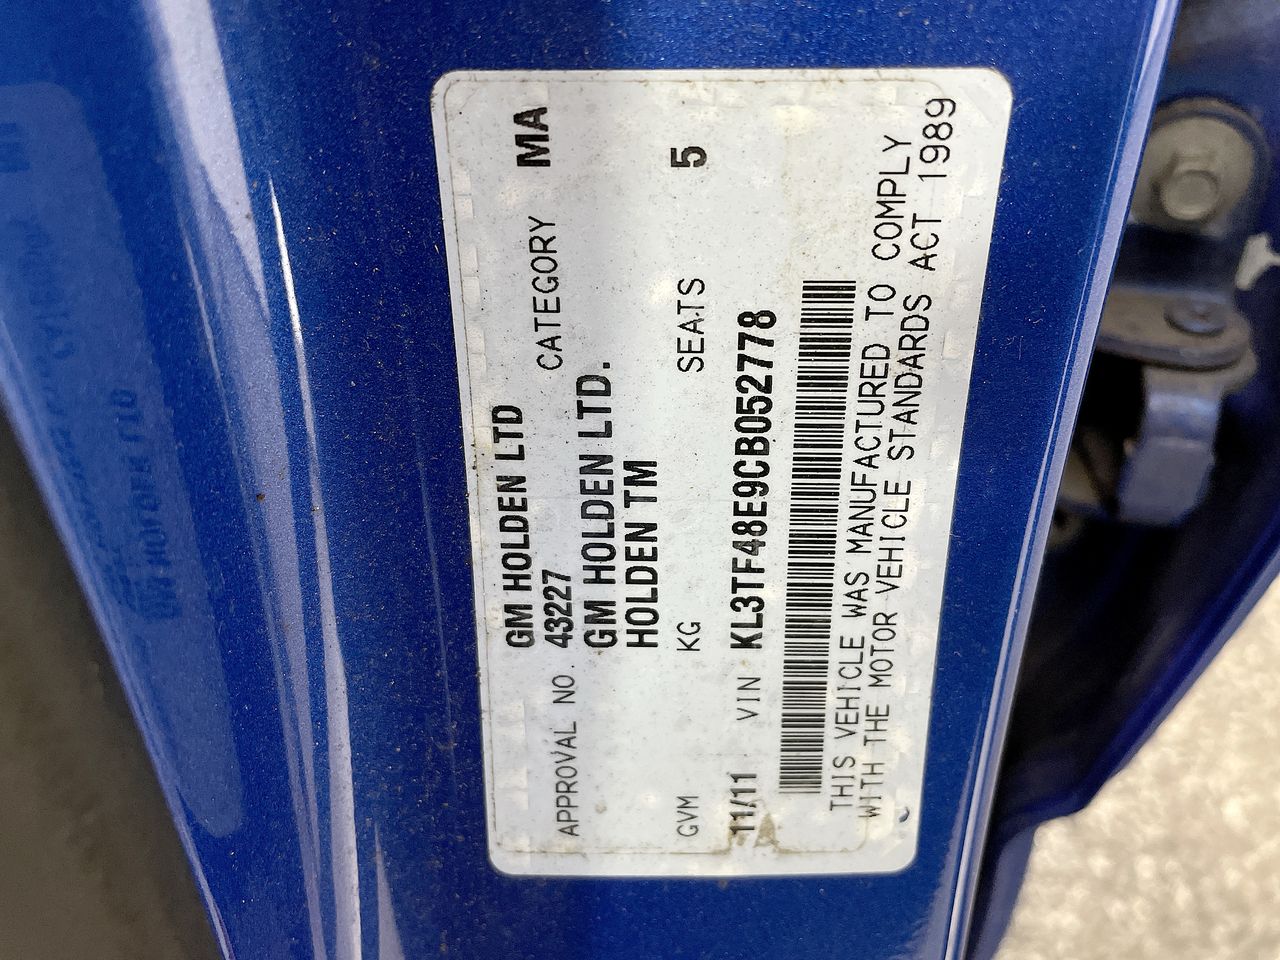 GM HOLDEN LTD
APPROVAL NO. 43227 CATEGORY MA
GM HOLDEN LTD.
HOLDEN TM
GVM KG SEATS 5
11/11 VIN KL3TF48E9CB052778
THIS VEHICLE WAS MANUFACTURED TO COMPLY
WITH THE MOTOR VEHICLE STANDARDS ACT 1989